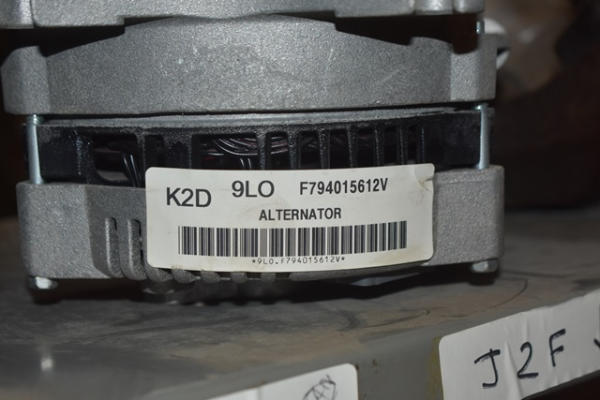 K2D 9LO F794015612V
ALTERNATOR
*9LO.F794015612V*
J2F